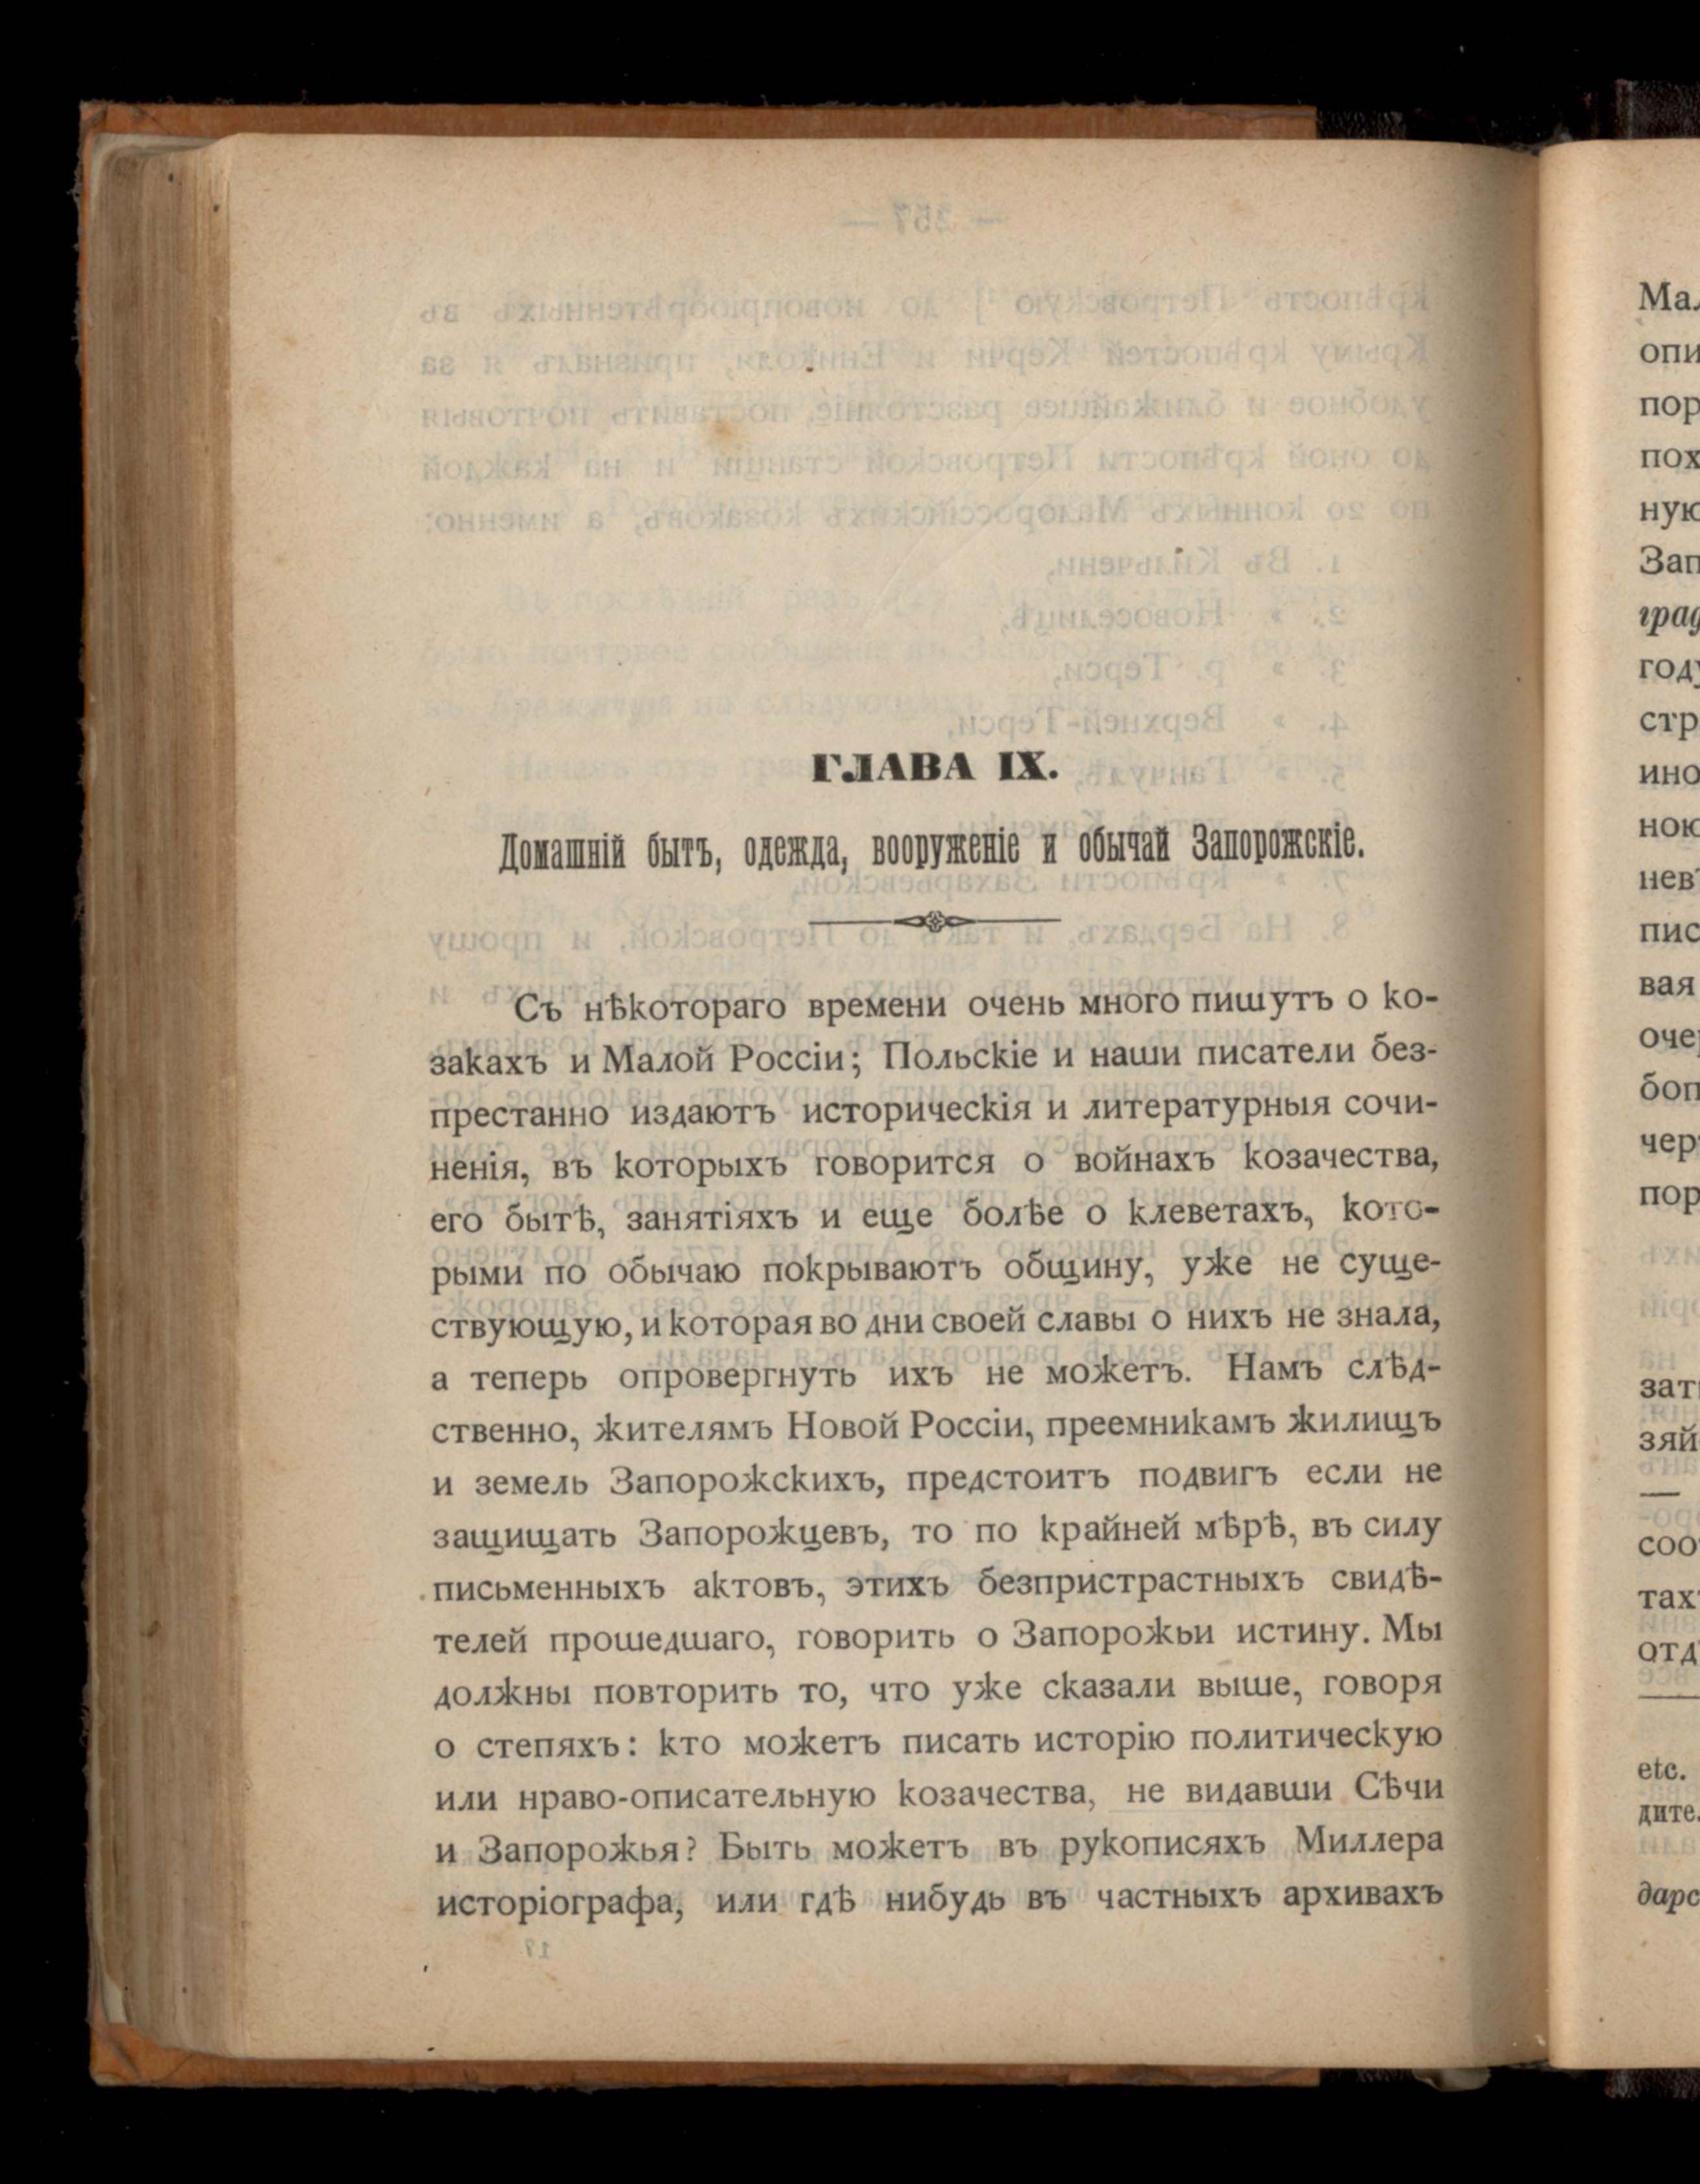 ГЛАВА IX.
Домашній бытъ, одежда, вооруженіе и обычаи Запорожскіе.
Съ нѣкотораго времени очень много пишутъ о ко-
закахъ и Малой Россіи; Польскіе и наши писатели без-
престанно издаютъ историческія и литературныя сочи-
ненія, въ которыхъ говорится о войнахъ козачества,
его бытѣ, занятіяхъ и еще болѣе о клеветахъ, кото-
рыми по обычаю покрываютъ общину, уже не суще-
ствующую, и которая во дни своей славы о нихъ не знала,
а теперь опровергнуть ихъ не можетъ. Намъ слѣд-
ственно, жителямъ Новой Россіи, преемникамъ жилищъ
и земель Запорожскихъ, предстоитъ подвигъ если не
защищать Запорожцевъ, то по крайней мѣрѣ, въ силу
письменныхъ актовъ, этихъ безпристрастныхъ свидѣ-
телей прошедшаго, говорить о Запорожьи истину. Мы
должны повторить то, что уже сказали выше, говоря
о степяхъ: кто можетъ писать исторію политическую
или нраво-описательную козачества, не видавши Сѣчи
и Запорожья? Быть можетъ въ рукописяхъ Миллера
исторіографа, или гдѣ нибудь въ частныхъ архивахъ